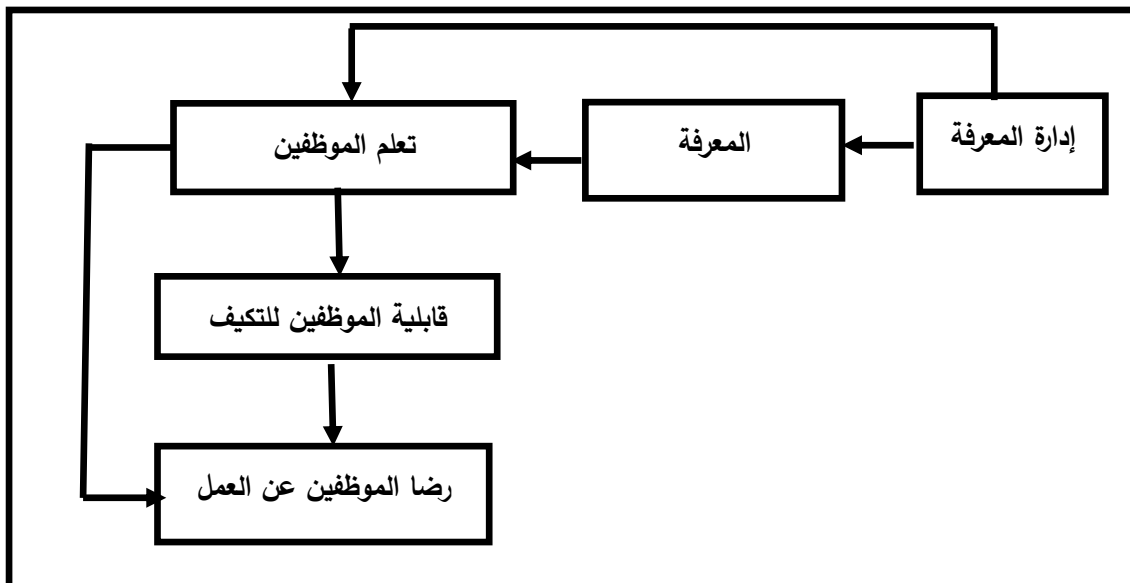 إدارة المعرفة
المعرفة
تعلم الموظفين
قابلية الموظفين للتكيف
رضا الموظفين عن العمل